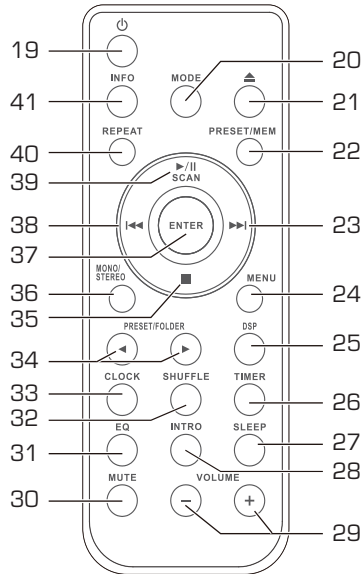 19
20
INFO
MODE
⏏
41
21
REPEAT
PRESET/MEM
40
22
39
▶/II
SCAN
38
I◀◀
ENTER
▶▶I
23
37
MONO/
STEREO
MENU
36
■
24
35
PRESET/FOLDER
DSP
34
◀
▶
25
CLOCK
SHUFFLE
TIMER
33
32
26
EQ
INTRO
SLEEP
31
27
28
MUTE
VOLUME
30
−
+
29